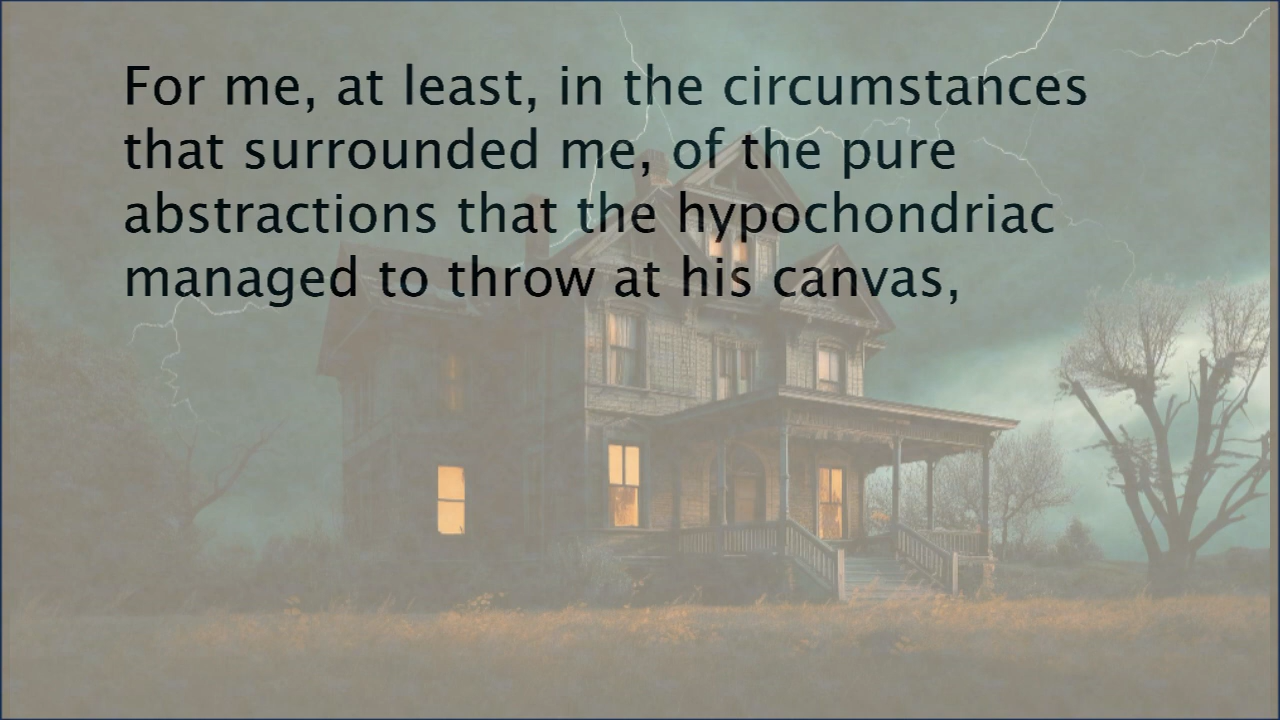 For me, at least, in the circumstances
that surrounded me, of the pure
abstractions that the hypochondriac
managed to throw at his canvas,